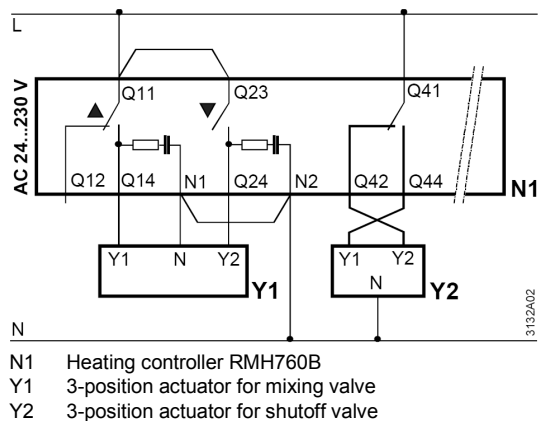 L
AC 24...230 V
Q11 Q23 Q41
Q12 Q14 N1 Q24 N2 Q42 Q44
N1
Y1 N Y2 Y1 Y2
N
Y1 Y2
3132A02
N
N1 Heating controller RMH760B
Y1 3-position actuator for mixing valve
Y2 3-position actuator for shutoff valve